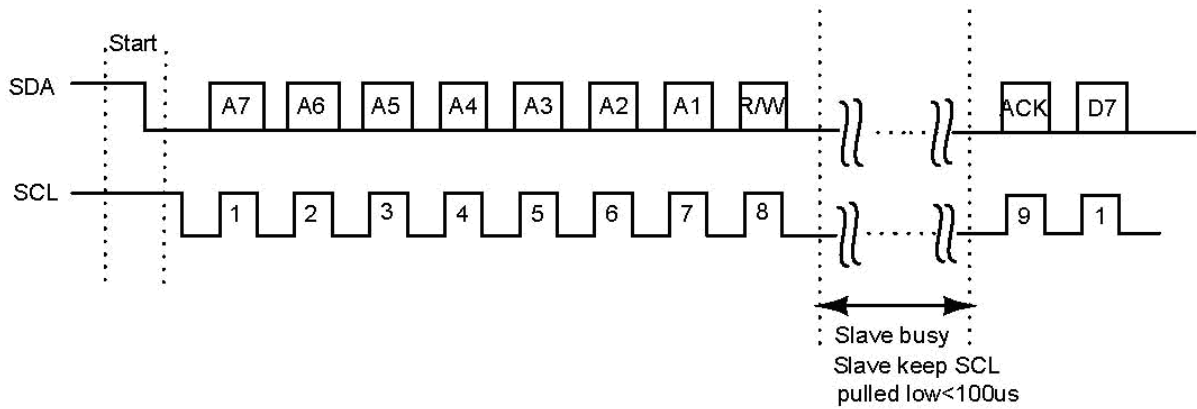 Start
SDA A7 A6 A5 A4 A3 A2 A1 R/W ACK D7
SCL 1 2 3 4 5 6 7 8 9 1
Slave busy
Slave keep SCL
pulled low<100us